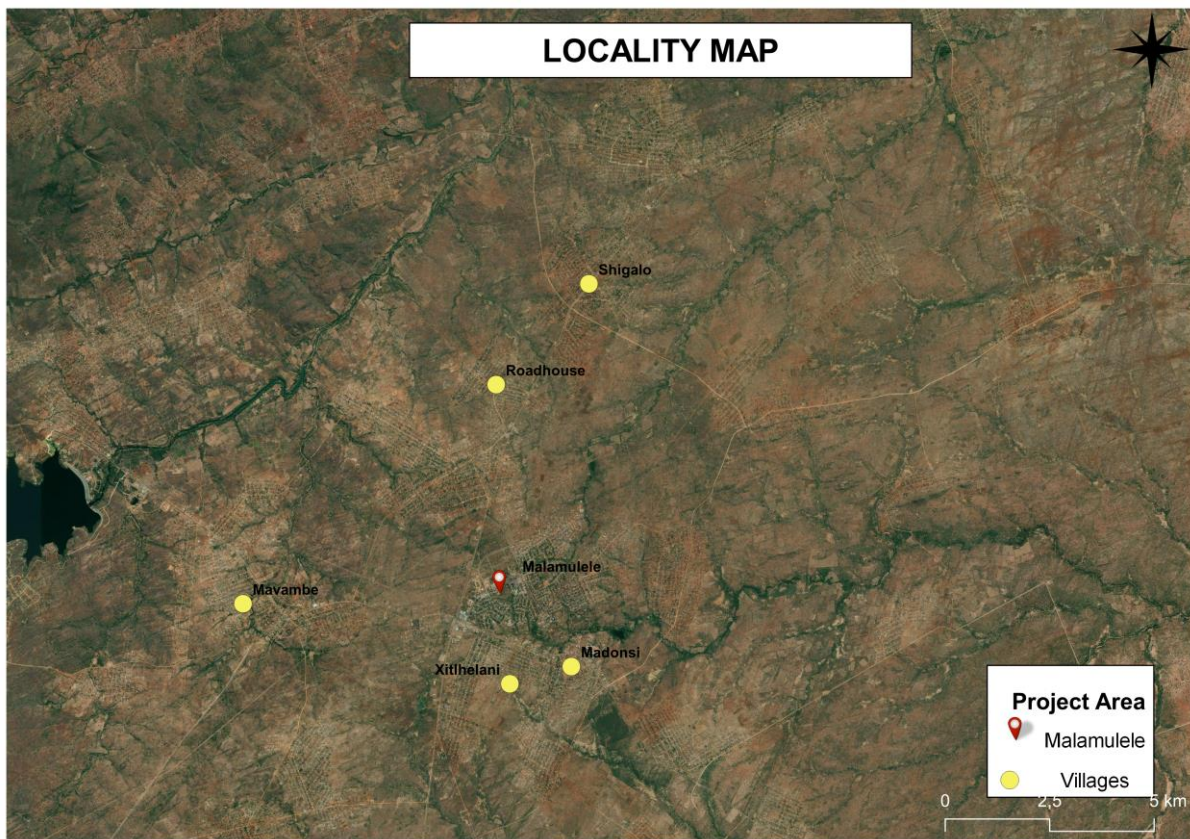 LOCALITY MAP
Shigalo
Roadhouse
Malamulele
Mavambe
Madonsi
Xitlhelani
Project Area
Malamulele
Villages
0 2,5 5 km